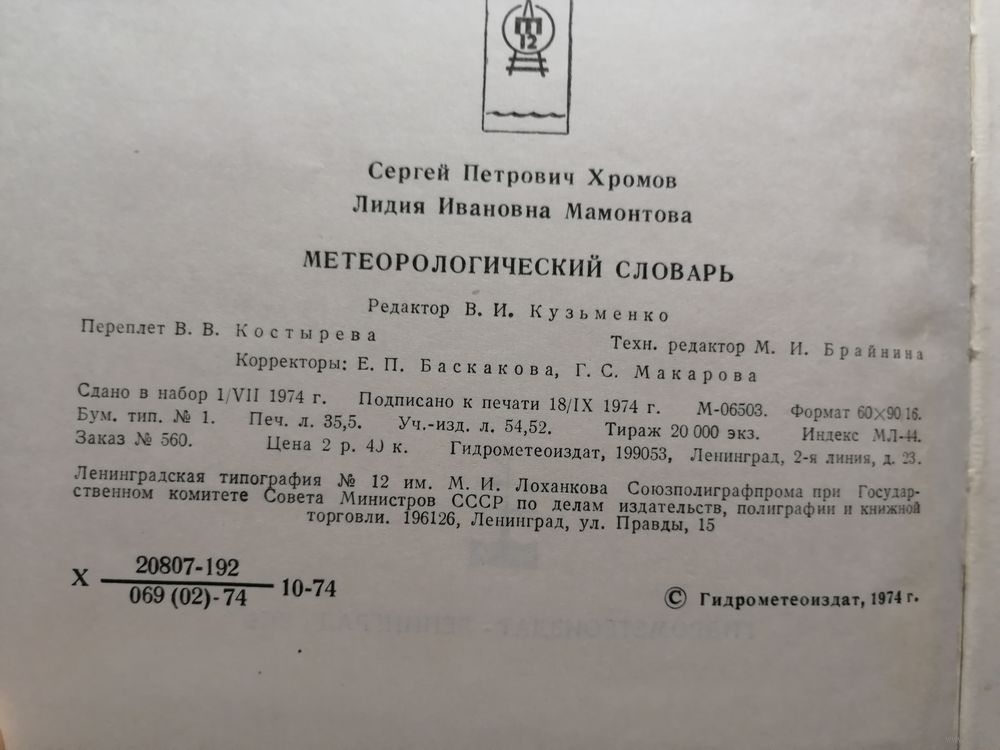 12
Сергей Петрович Хромов
Лидия Ивановна Мамонтова
МЕТЕОРОЛОГИЧЕСКИЙ СЛОВАРЬ
Редактор В. И. Кузьменко
Переплет В. В. Костырева Техн. редактор М. И. Брайнина
Корректоры: Е. П. Баскакова, Г. С. Макарова
Сдано в набор 1/VII 1974 г. Подписано к печати 18/IX 1974 г. М-06503. Формат 60×90 16.
Бум. тип. № 1. Печ. л. 35,5. Уч.-изд. л. 54,52. Тираж 20 000 экз. Индекс МЛ-44.
Заказ № 560. Цена 2 р. 40 к. Гидрометеоиздат, 199053, Ленинград, 2-я линия, д. 23.
Ленинградская типография № 12 им. М. И. Лоханкова Союзполиграфпрома при Государ-
ственном комитете Совета Министров СССР по делам издательств, полиграфии и книжной
торговли. 196126, Ленинград, ул. Правды, 15
20807-192
Х 10-74
069 (02)-74
© Гидрометеоиздат, 1974 г.